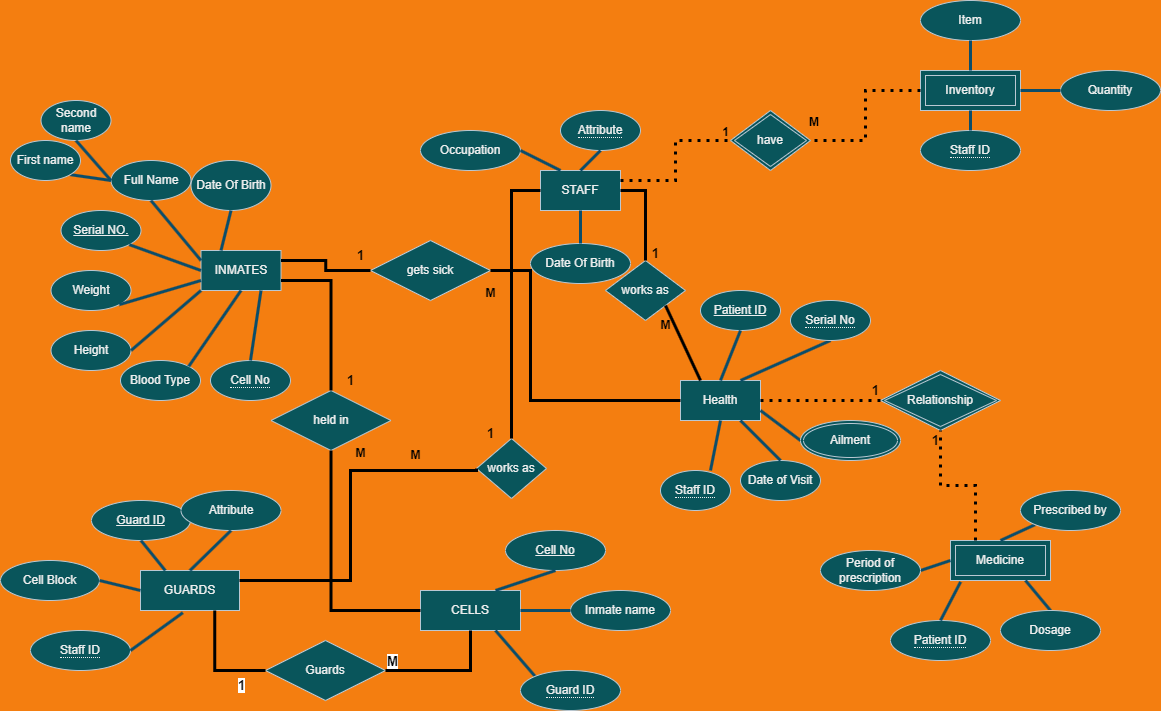 Item
Inventory
Quantity
Staff ID
Second
name
First name
Full Name
Date Of Birth
Serial NO.
Weight
Height
Blood Type
Cell No
INMATES
1
gets sick
M
Occupation
Attribute
STAFF
Date Of Birth
1
have
M
1
works as
M
Patient ID
Serial No
Health
1
Relationship
1
Ailment
Staff ID
Date of Visit
1
held in
M
M
1
works as
Guard ID
Attribute
Cell Block
GUARDS
Staff ID
Cell No
CELLS
Inmate name
Guard ID
1
Guards
M
Prescribed by
Period of
prescription
Medicine
Patient ID
Dosage